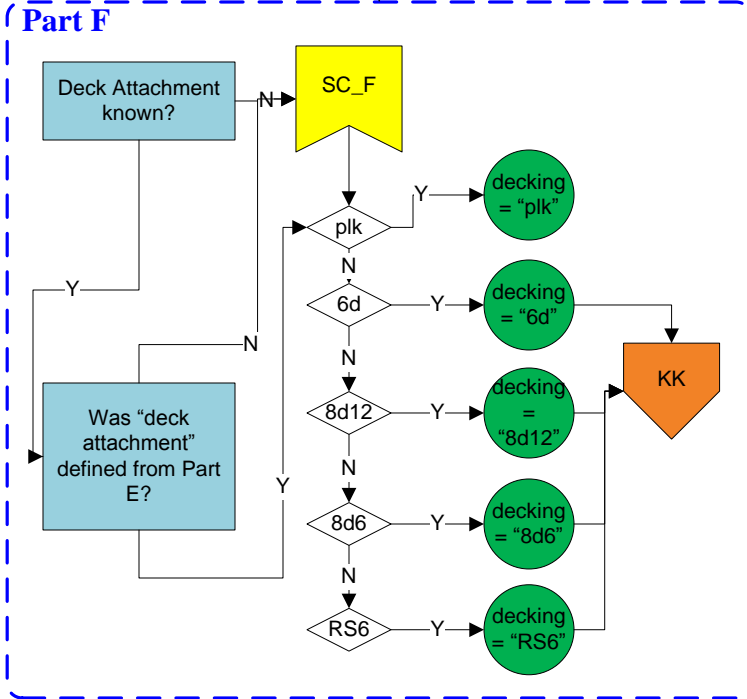 Part F
Deck Attachment
known?
N
SC_F
Y
decking
= “plk”
plk
N
Y
6d
Y
decking
= “6d”
N
N
KK
Was “deck
attachment”
defined from Part
E?
8d12
Y
decking
=
“8d12”
N
Y
8d6
Y
decking
= “8d6”
N
RS6
Y
decking
= “RS6”